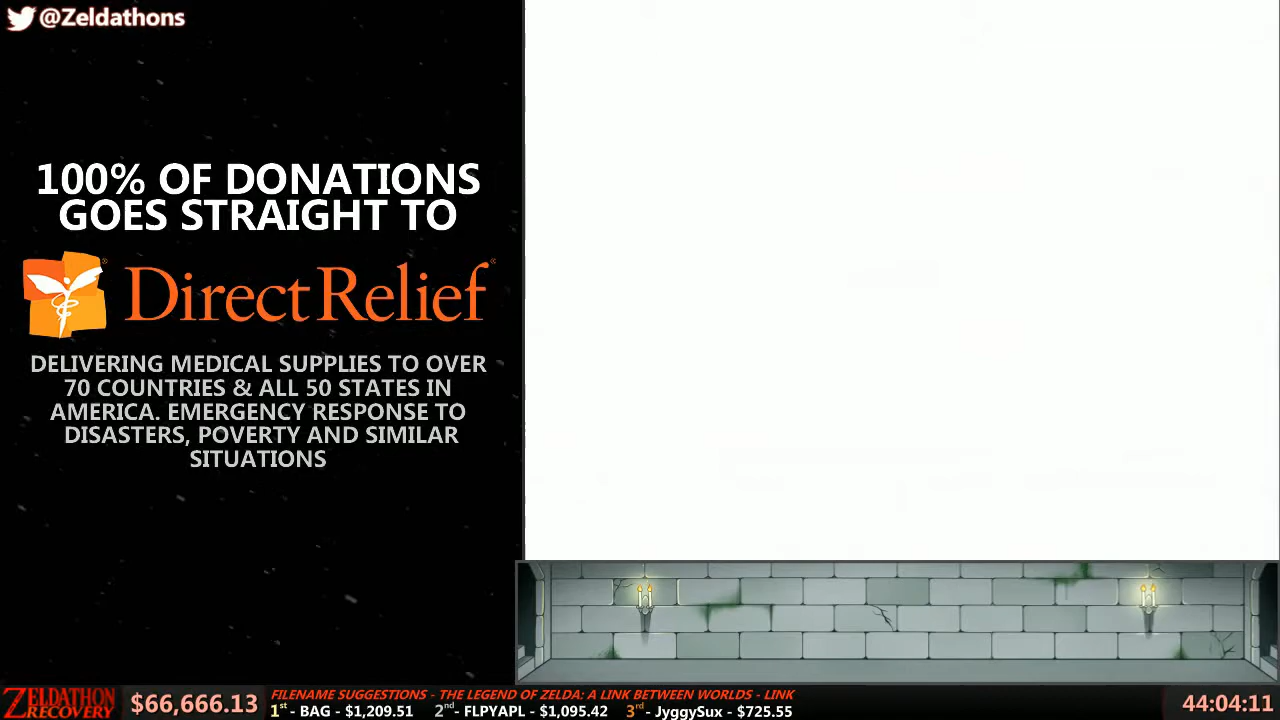 @Zeldathons
100% OF DONATIONS
GOES STRAIGHT TO
Direct Relief
DELIVERING MEDICAL SUPPLIES TO OVER
70 COUNTRIES & ALL 50 STATES IN
AMERICA. EMERGENCY RESPONSE TO
DISASTERS, POVERTY AND SIMILAR
SITUATIONS
ZELDATHON
RECOVERY
$66,666.13
FILENAME SUGGESTIONS - THE LEGEND OF ZELDA: A LINK BETWEEN WORLDS - LINK
1st - BAG - $1,209.51 2nd - FLPYAPL - $1,095.42 3rd - JyggySux - $725.55
44:04:11